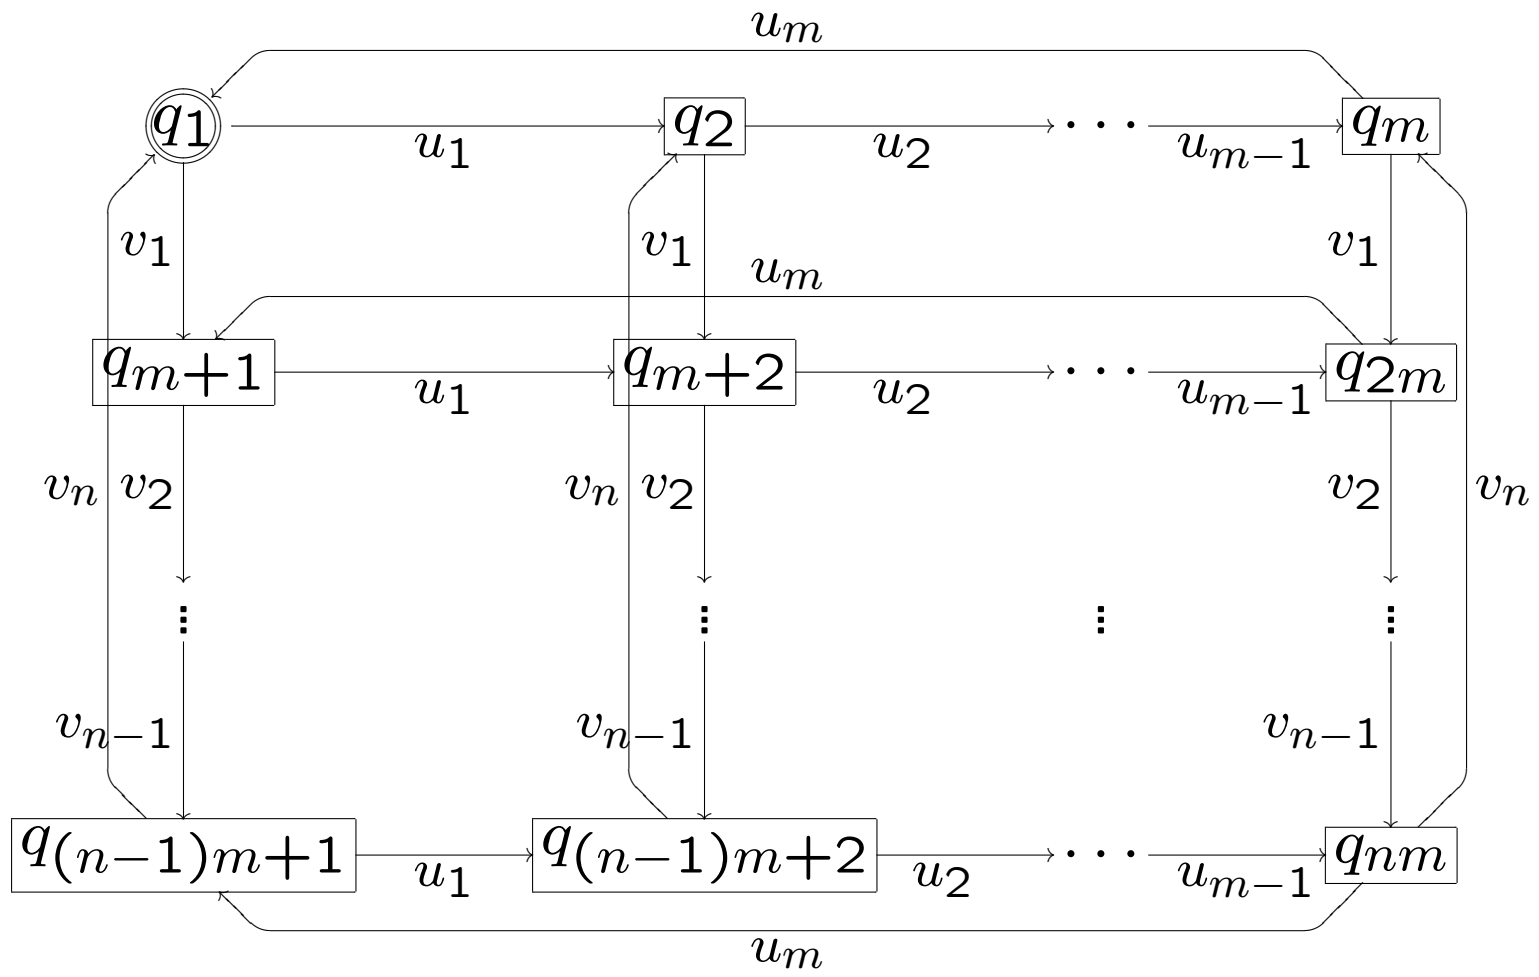 u_m
q_1 u_1 q_2 u_2 ··· u_{m−1} q_m
v_1 v_1 v_1
u_m
q_{m+1} u_1 q_{m+2} u_2 ··· u_{m−1} q_{2m}
v_n v_2 v_n v_2 v_2 v_n
⋮ ⋮ ⋮ ⋮
v_{n−1} v_{n−1} v_{n−1}
q_{(n−1)m+1} u_1 q_{(n−1)m+2} u_2 ··· u_{m−1} q_{nm}
u_m